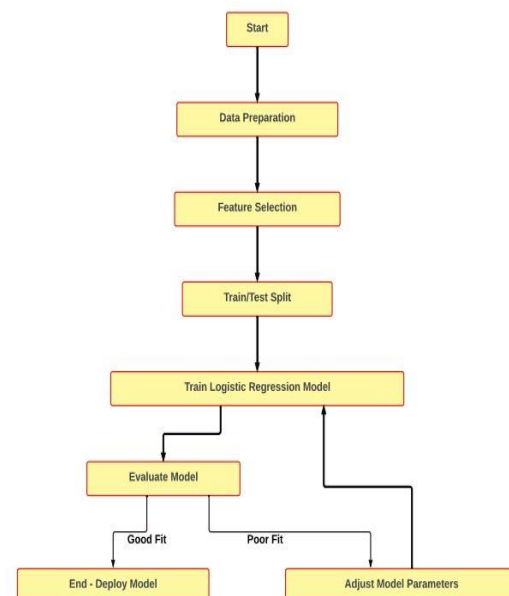 Start
Data Preparation
Feature Selection
Train/Test Split
Train Logistic Regression Model
Evaluate Model
Good Fit
Poor Fit
End - Deploy Model
Adjust Model Parameters